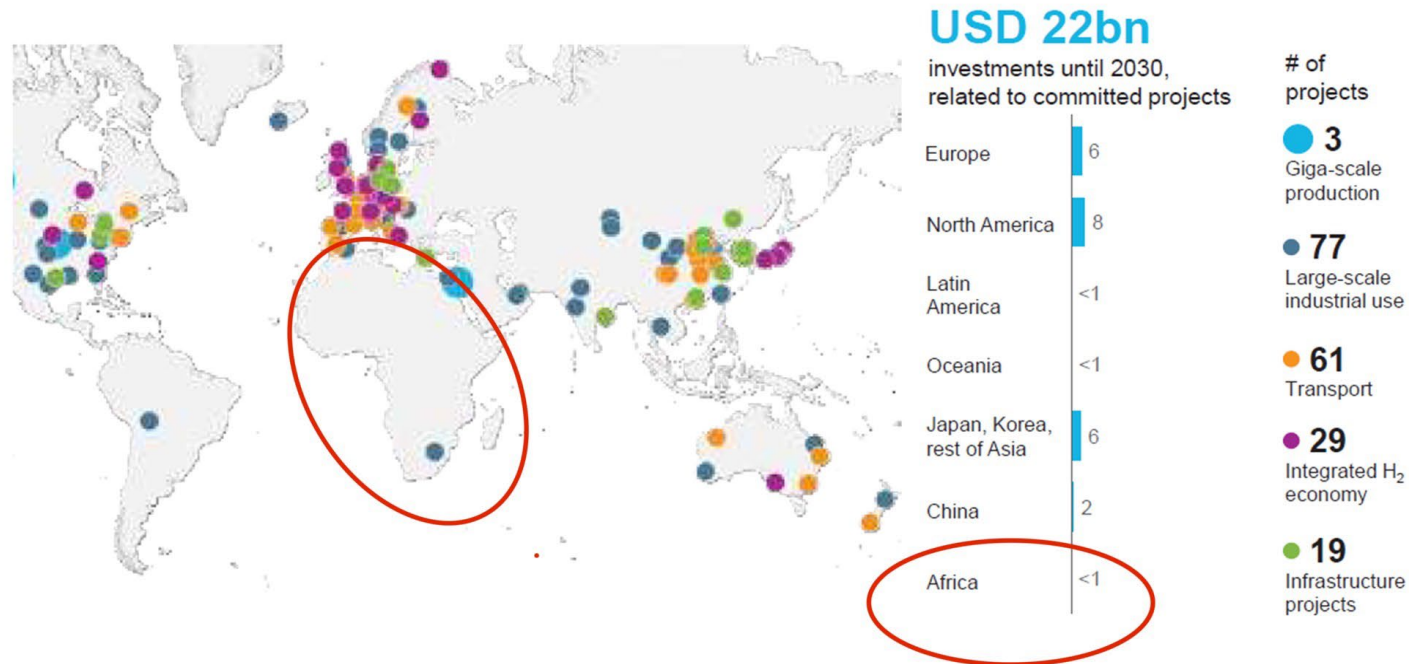 USD 22bn
investments until 2030,
related to committed projects
Europe
6
North America
8
Latin
America
<1
Oceania
<1
Japan, Korea,
rest of Asia
6
China
2
Africa
<1
# of
projects
3
Giga-scale
production
77
Large-scale
industrial use
61
Transport
29
Integrated H₂
economy
19
Infrastructure
projects